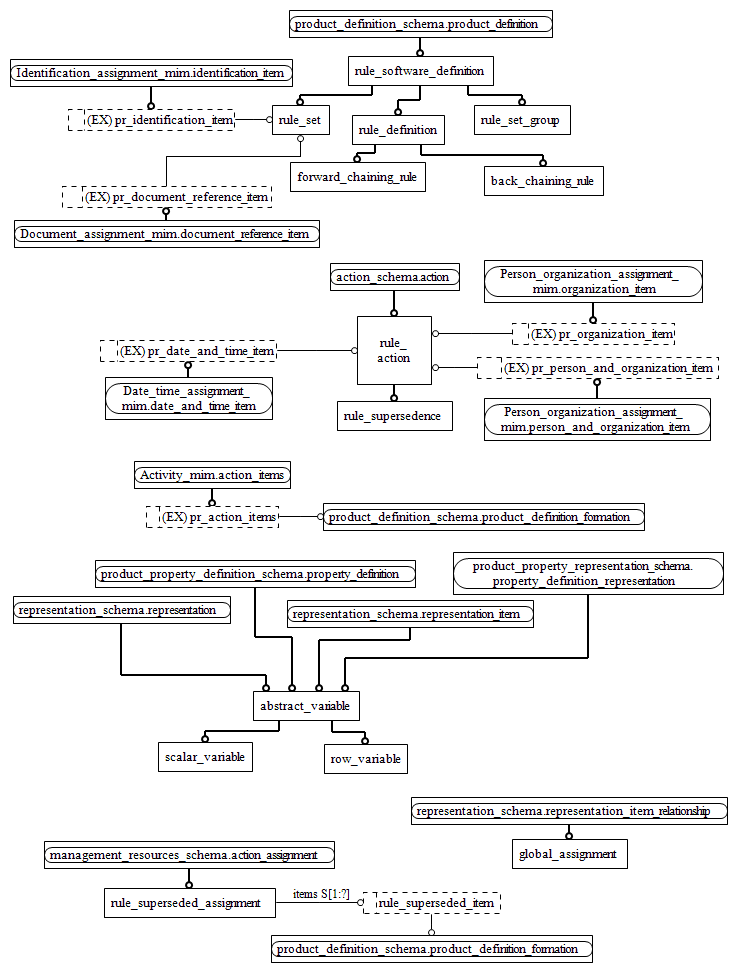 product_definition_schema.product_definition
Identification_assignment_mim.identification_item
rule_software_definition
(EX) pr_identification_item
rule_set
rule_definition
rule_set_group
forward_chaining_rule
back_chaining_rule
(EX) pr_document_reference_item
Document_assignment_mim.document_reference_item
action_schema.action
Person_organization_assignment_
mim.organization_item
(EX) pr_organization_item
rule_
action
(EX) pr_date_and_time_item
(EX) pr_person_and_organization_item
Date_time_assignment_
mim.date_and_time_item
rule_supersedence
Person_organization_assignment_
mim.person_and_organization_item
Activity_mim.action_items
(EX) pr_action_items
product_definition_schema.product_definition_formation
product_property_definition_schema.property_definition
product_property_representation_schema.
property_definition_representation
representation_schema.representation
representation_schema.representation_item
abstract_variable
scalar_variable
row_variable
representation_schema.representation_item_relationship
global_assignment
management_resources_schema.action_assignment
rule_superseded_assignment
items S[1:?]
rule_superseded_item
product_definition_schema.product_definition_formation